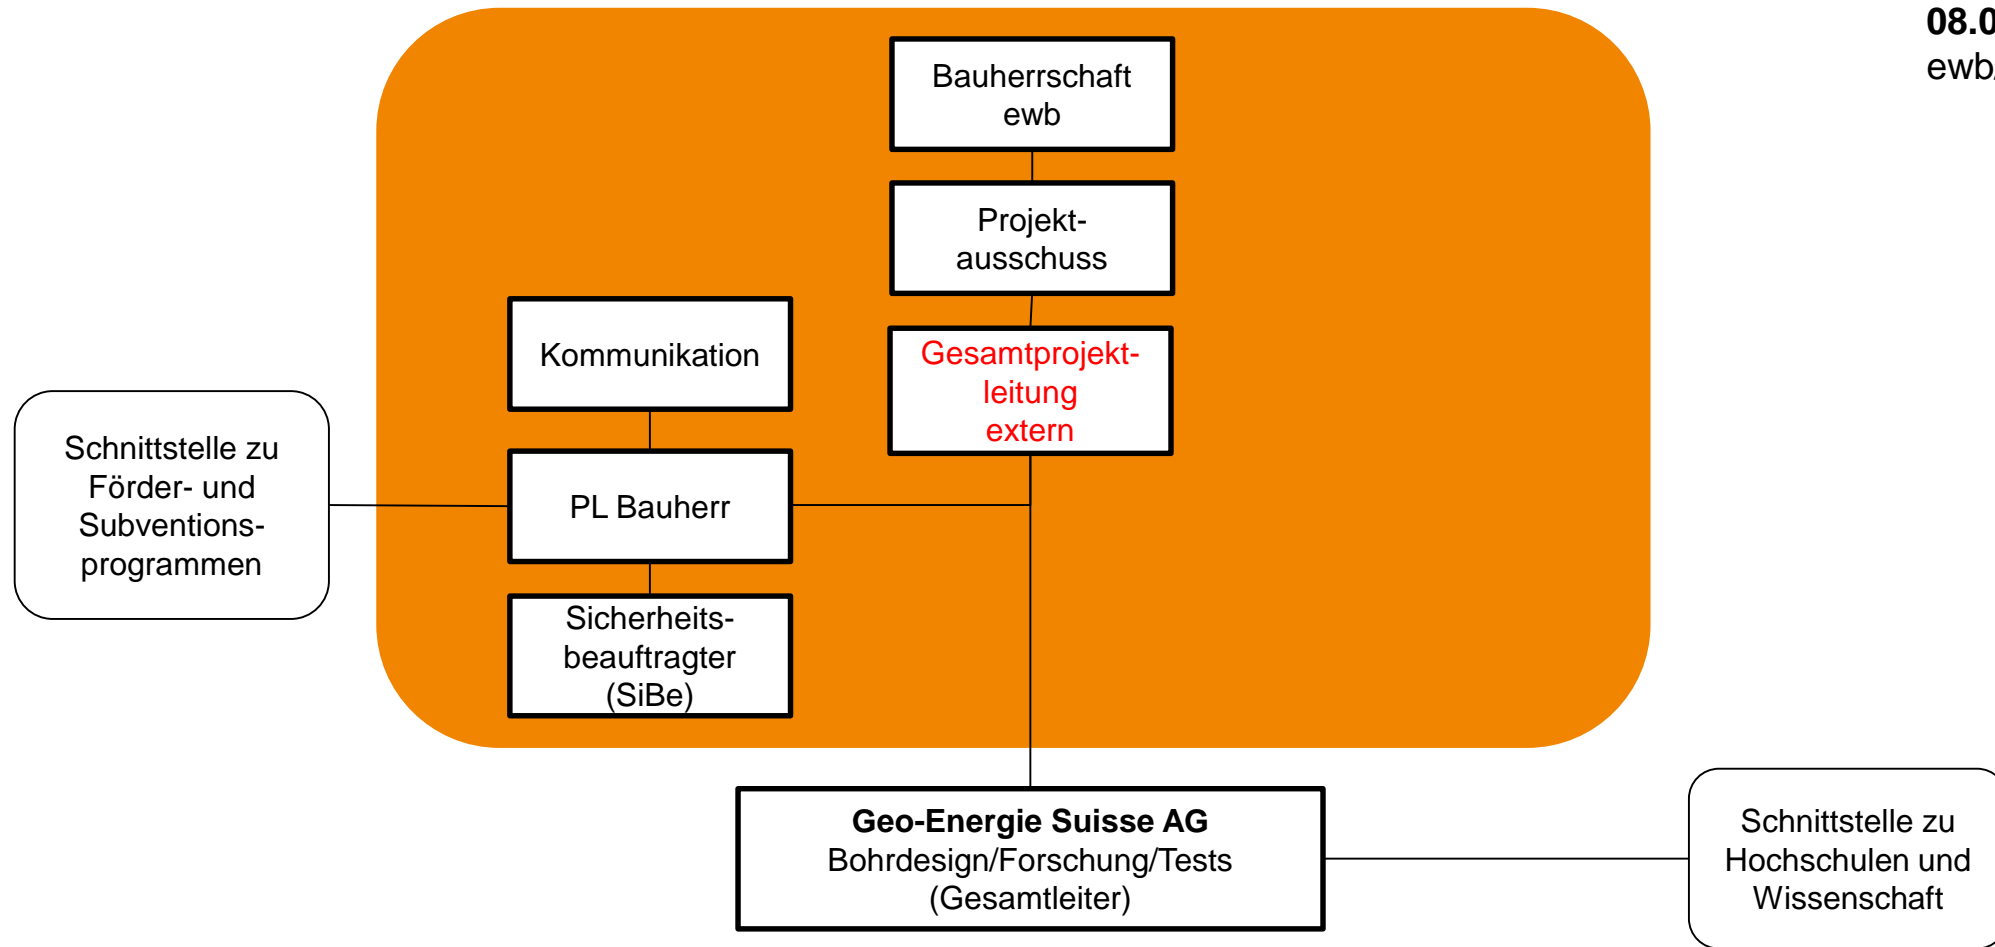 08.0
ewb/
Bauherrschaft
ewb
Projekt-
ausschuss
Gesamtprojekt-
leitung
extern
Kommunikation
Schnittstelle zu
Förder- und
Subventions-
programmen
PL Bauherr
Sicherheits-
beauftragter
(SiBe)
Geo-Energie Suisse AG
Bohrdesign/Forschung/Tests
(Gesamtleiter)
Schnittstelle zu
Hochschulen und
Wissenschaft